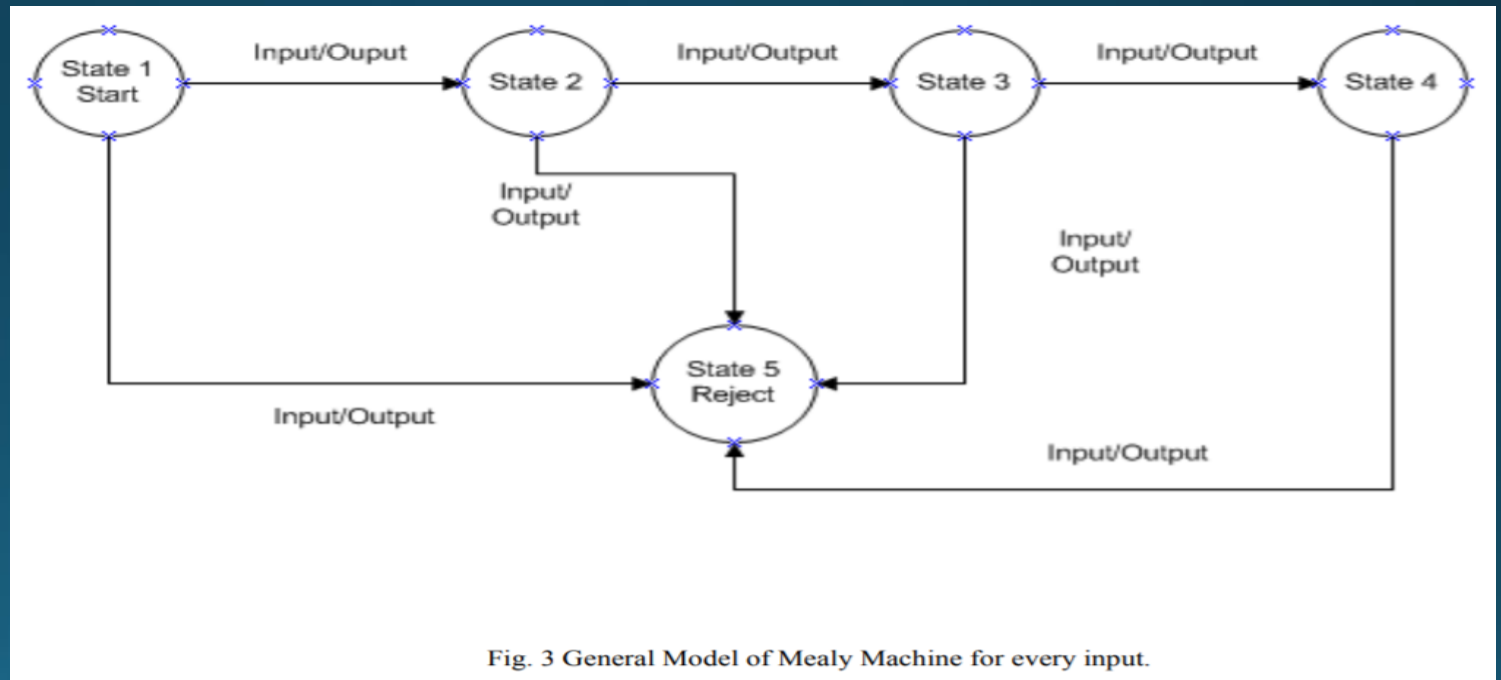 Input/Ouput
Input/Output
Input/Output
State 1
Start
State 2
State 3
State 4
Input/
Output
Input/
Output
State 5
Reject
Input/Output
Input/Output
Fig. 3 General Model of Mealy Machine for every input.